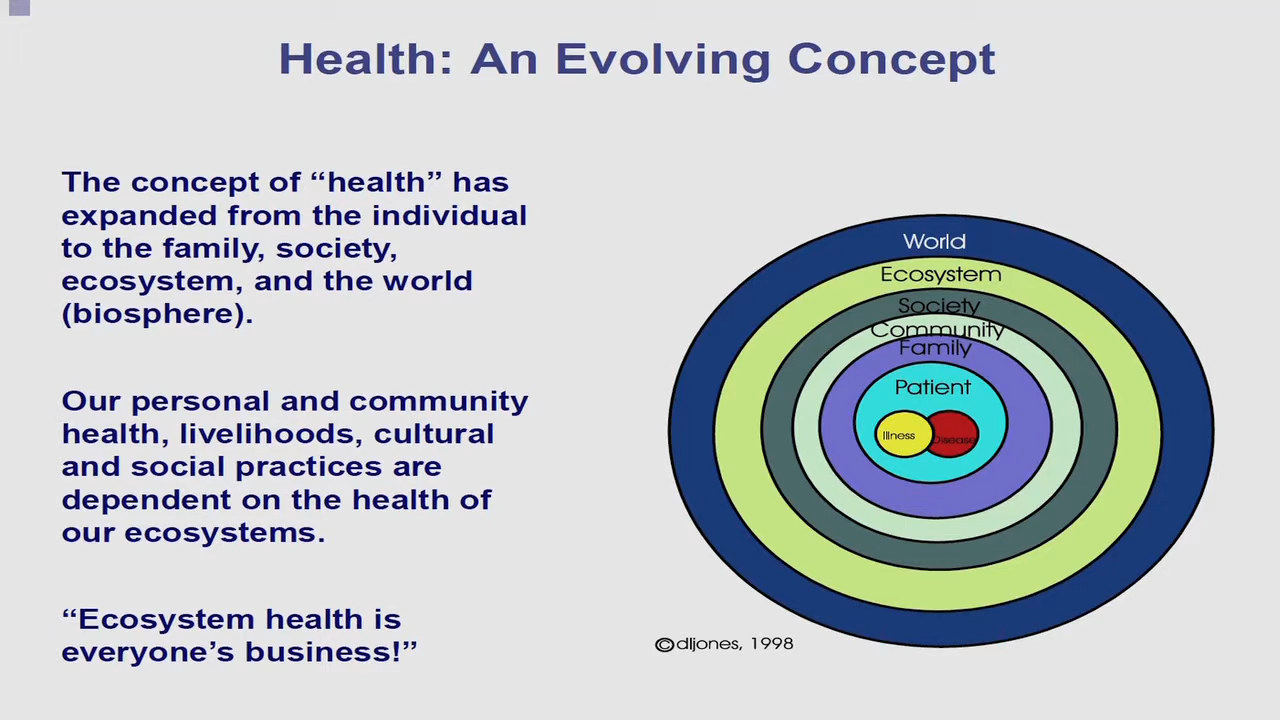 Health: An Evolving Concept
The concept of “health” has
expanded from the individual
to the family, society,
ecosystem, and the world
(biosphere).
Our personal and community
health, livelihoods, cultural
and social practices are
dependent on the health of
our ecosystems.
“Ecosystem health is
everyone’s business!”
World
Ecosystem
Society
Community
Family
Patient
Illness
Disease
©dljones, 1998